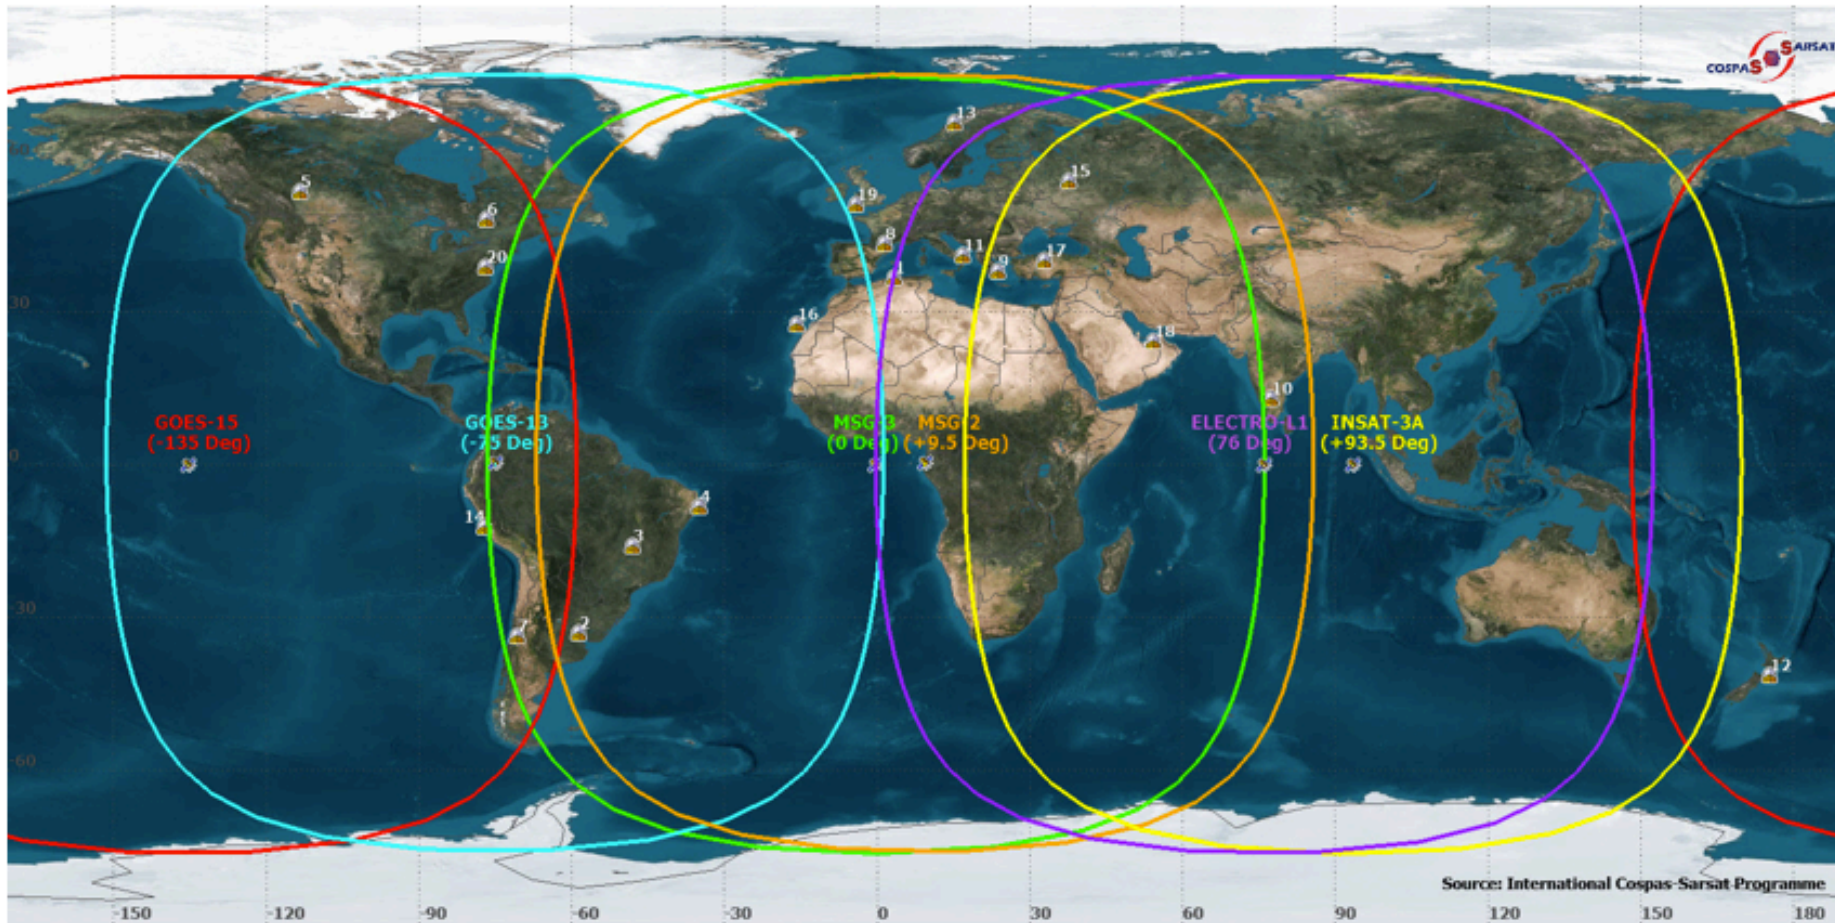 COSPAS SARSAT
13
15
5
19
6
8
11
17
20
9
1
30
16
18
10
GOES-15
(-135 Deg)
GOES-13
(-75 Deg)
MSG-3
(0 Deg)
MSG-2
(+9.5 Deg)
ELECTRO-L1
(76 Deg)
INSAT-3A
(+93.5 Deg)
0
4
14
3
-30
7
2
12
-60
Source: International Cospas-Sarsat Programme
-150 -120 -90 -60 -30 0 30 60 90 120 150 180